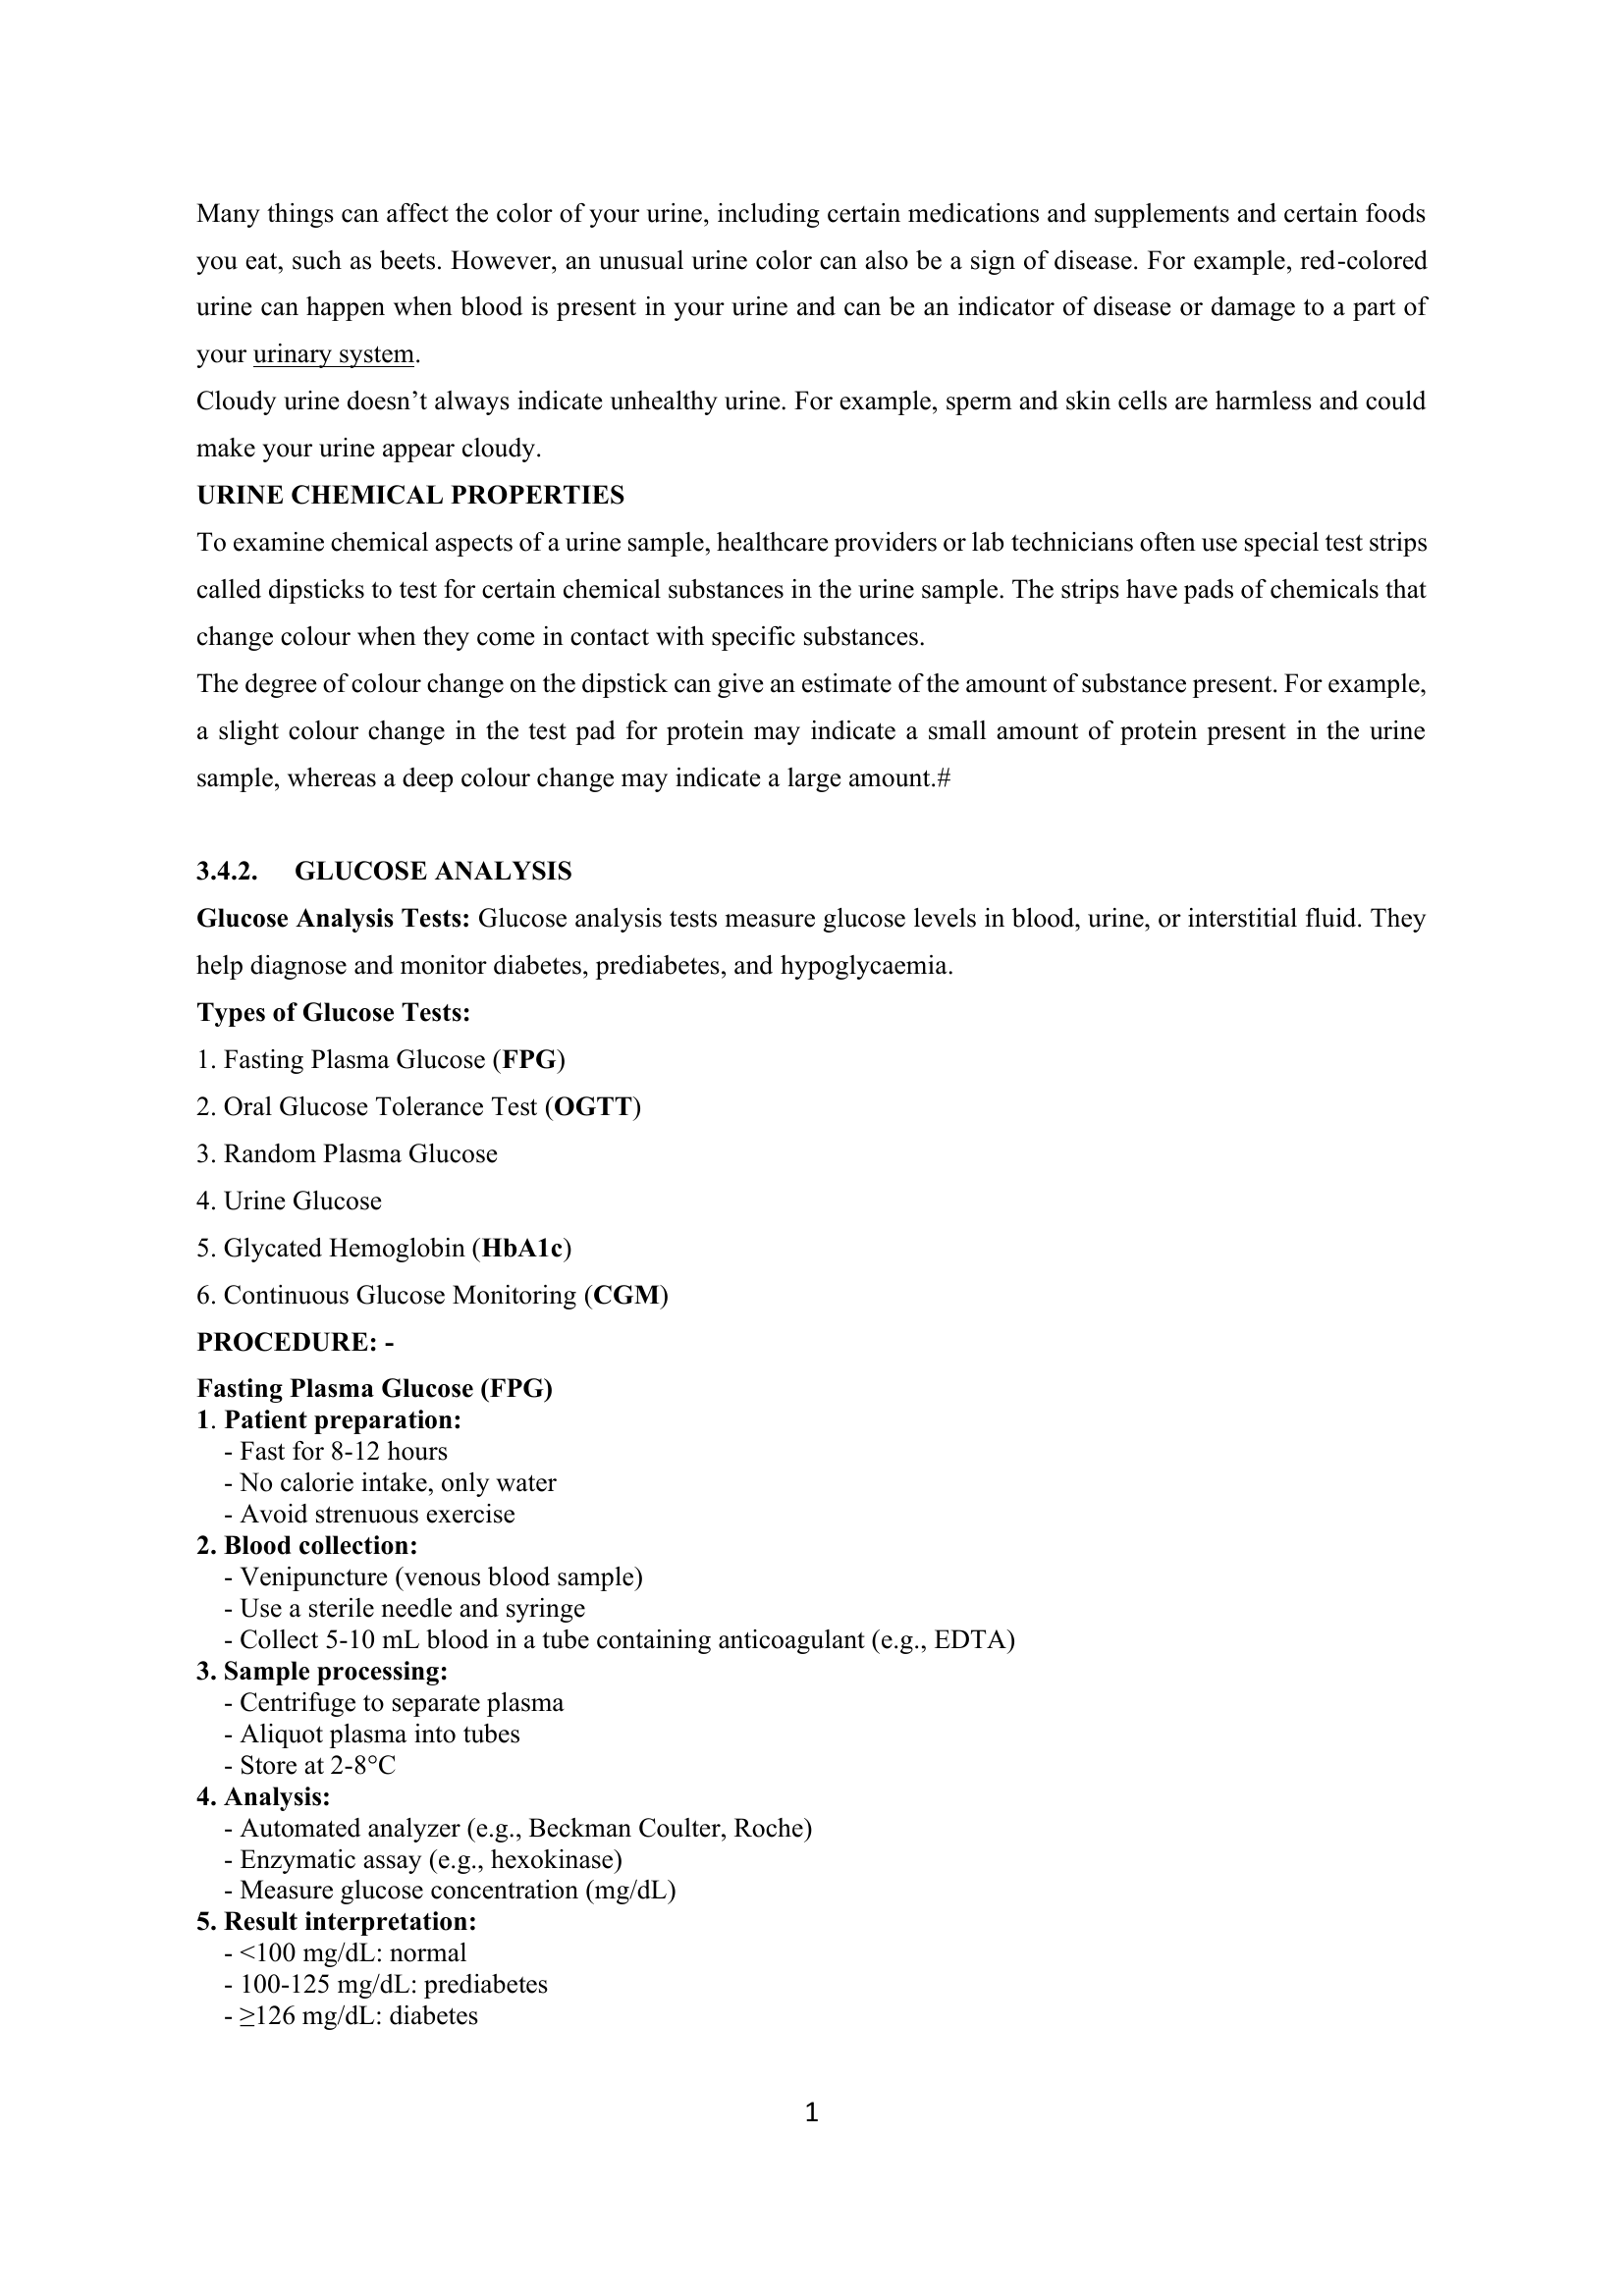 Many things can affect the color of your urine, including certain medications and supplements and certain foods
you eat, such as beets. However, an unusual urine color can also be a sign of disease. For example, red-colored
urine can happen when blood is present in your urine and can be an indicator of disease or damage to a part of
your urinary system.
Cloudy urine doesn’t always indicate unhealthy urine. For example, sperm and skin cells are harmless and could
make your urine appear cloudy.
URINE CHEMICAL PROPERTIES
To examine chemical aspects of a urine sample, healthcare providers or lab technicians often use special test strips
called dipsticks to test for certain chemical substances in the urine sample. The strips have pads of chemicals that
change colour when they come in contact with specific substances.
The degree of colour change on the dipstick can give an estimate of the amount of substance present. For example,
a slight colour change in the test pad for protein may indicate a small amount of protein present in the urine
sample, whereas a deep colour change may indicate a large amount.#
3.4.2. GLUCOSE ANALYSIS
Glucose Analysis Tests: Glucose analysis tests measure glucose levels in blood, urine, or interstitial fluid. They
help diagnose and monitor diabetes, prediabetes, and hypoglycaemia.
Types of Glucose Tests:
1. Fasting Plasma Glucose (FPG)
2. Oral Glucose Tolerance Test (OGTT)
3. Random Plasma Glucose
4. Urine Glucose
5. Glycated Hemoglobin (HbA1c)
6. Continuous Glucose Monitoring (CGM)
PROCEDURE: -
Fasting Plasma Glucose (FPG)
1. Patient preparation:
- Fast for 8-12 hours
- No calorie intake, only water
- Avoid strenuous exercise
2. Blood collection:
- Venipuncture (venous blood sample)
- Use a sterile needle and syringe
- Collect 5-10 mL blood in a tube containing anticoagulant (e.g., EDTA)
3. Sample processing:
- Centrifuge to separate plasma
- Aliquot plasma into tubes
- Store at 2-8°C
4. Analysis:
- Automated analyzer (e.g., Beckman Coulter, Roche)
- Enzymatic assay (e.g., hexokinase)
- Measure glucose concentration (mg/dL)
5. Result interpretation:
- <100 mg/dL: normal
- 100-125 mg/dL: prediabetes
- ≥126 mg/dL: diabetes
1